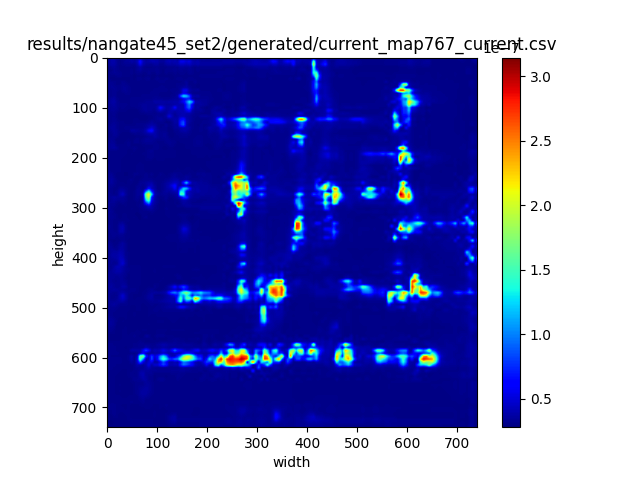 results/nangate45_set2/generated/current_map767_current.csv
1e−7
0
100
200
300
400
500
600
700
height
0 100 200 300 400 500 600 700
width
3.0
2.5
2.0
1.5
1.0
0.5